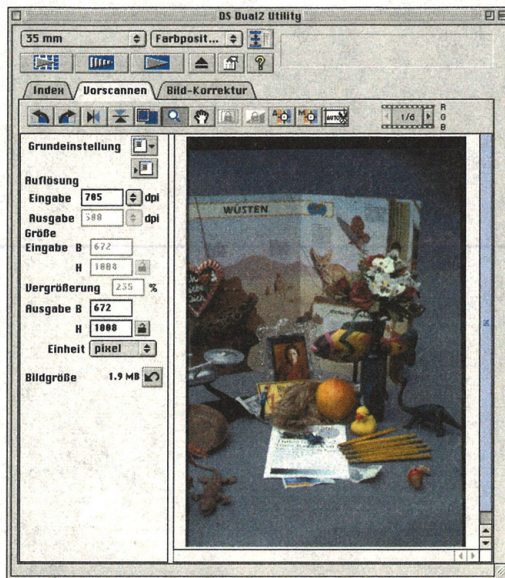 DS Dual2 Utility
35 mm
Farbposit...
?
Index
Vorscannen
Bild-Korrektur
AUTO
1/6
R
G
B
Grundeinstellung
Auflösung
Eingabe 705 dpi
Ausgabe 300 dpi
Größe
Eingabe B 672
H 1008
Vergrößerung 235 %
Ausgabe B 672
H 1008
Einheit pixel
Bildgröße 1.9 MB
WÜSTEN